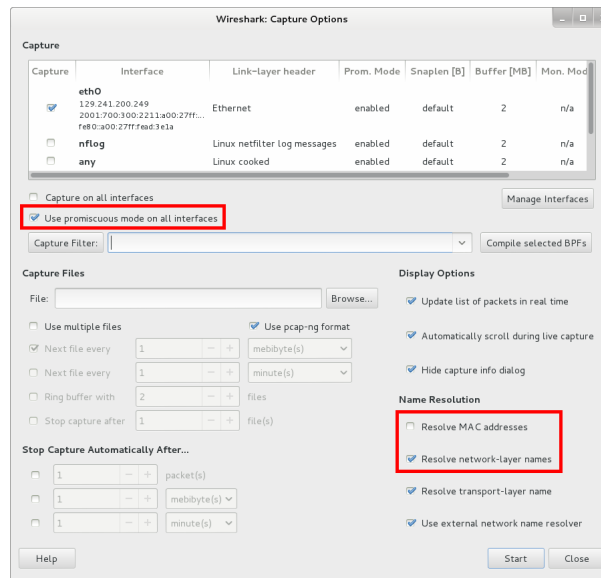 Wireshark: Capture Options
Capture
Capture Interface Link-layer header Prom. Mode Snaplen [B] Buffer [MB] Mon. Mod
eth0
129.241.200.249
2001:700:300:2211:a00:27ff:...
fe80::a00:27ff:fead:3e1a
Ethernet enabled default 2 n/a
nflog Linux netfilter log messages enabled default 2 n/a
any Linux cooked enabled default 2 n/a
Capture on all interfaces
Manage Interfaces
Use promiscuous mode on all interfaces
Capture Filter:
Compile selected BPFs
Capture Files
File:
Browse...
Use multiple files
Use pcap-ng format
Next file every 1 − + mebibyte(s)
Next file every 1 − + minute(s)
Ring buffer with 2 − + files
Stop capture after 1 − + file(s)
Stop Capture Automatically After...
1 − + packet(s)
1 − + mebibyte(s)
1 − + minute(s)
Display Options
Update list of packets in real time
Automatically scroll during live capture
Hide capture info dialog
Name Resolution
Resolve MAC addresses
Resolve network-layer names
Resolve transport-layer name
Use external network name resolver
Help
Start
Close